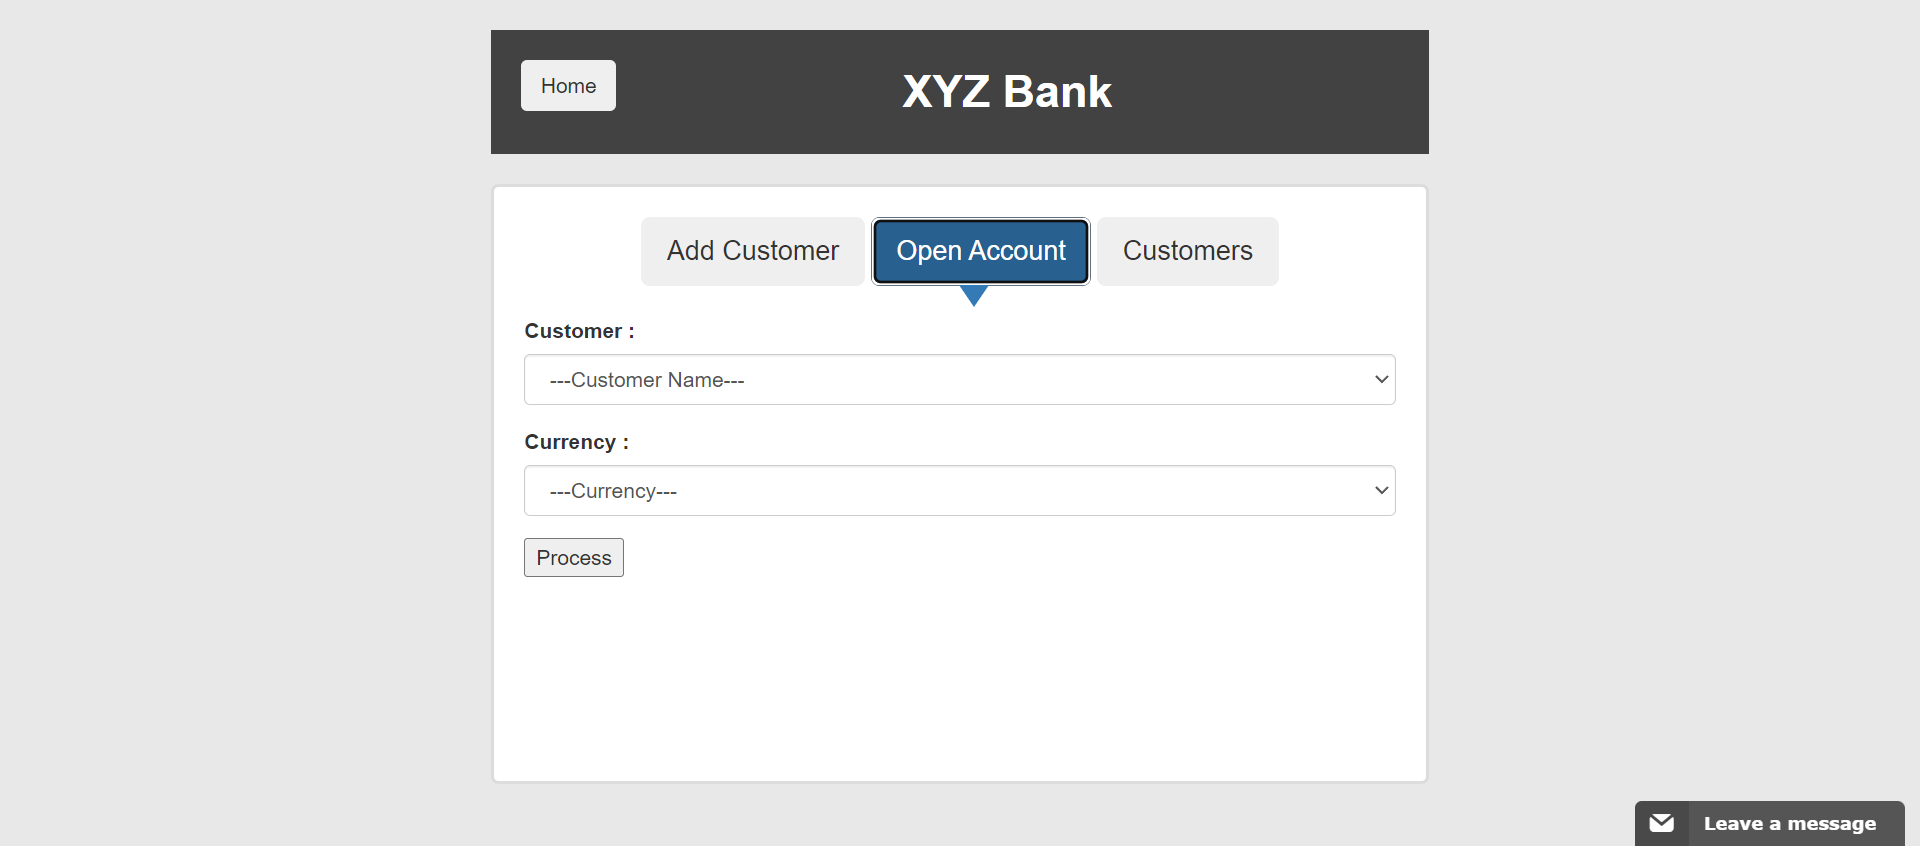 Home
XYZ Bank
Add Customer
Open Account
Customers
Customer :
---Customer Name---
Currency :
---Currency---
Process
Leave a message